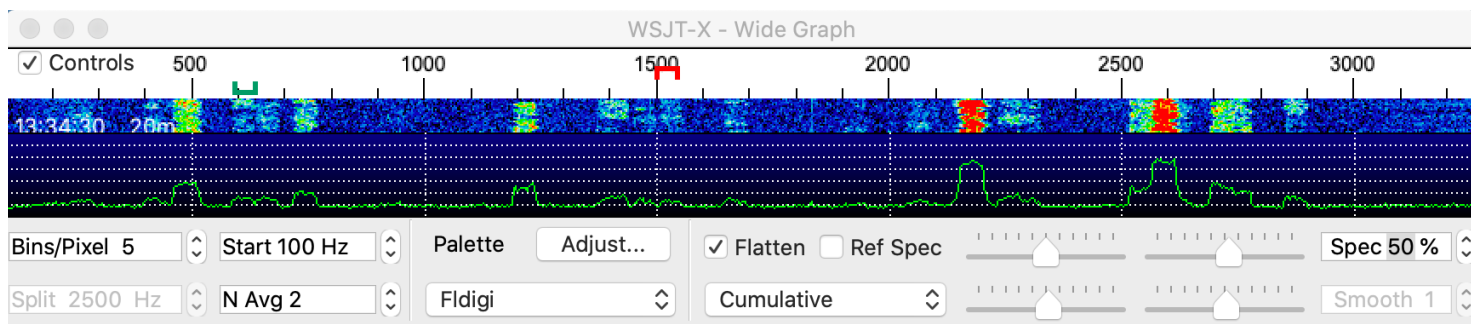 WSJT-X - Wide Graph
Controls 500 1000 1500 2000 2500 3000
13:34:30 20m
Bins/Pixel 5 Start 100 Hz Palette Adjust... Flatten Ref Spec Spec 50 %
Split 2500 Hz N Avg 2 Fldigi Cumulative Smooth 1